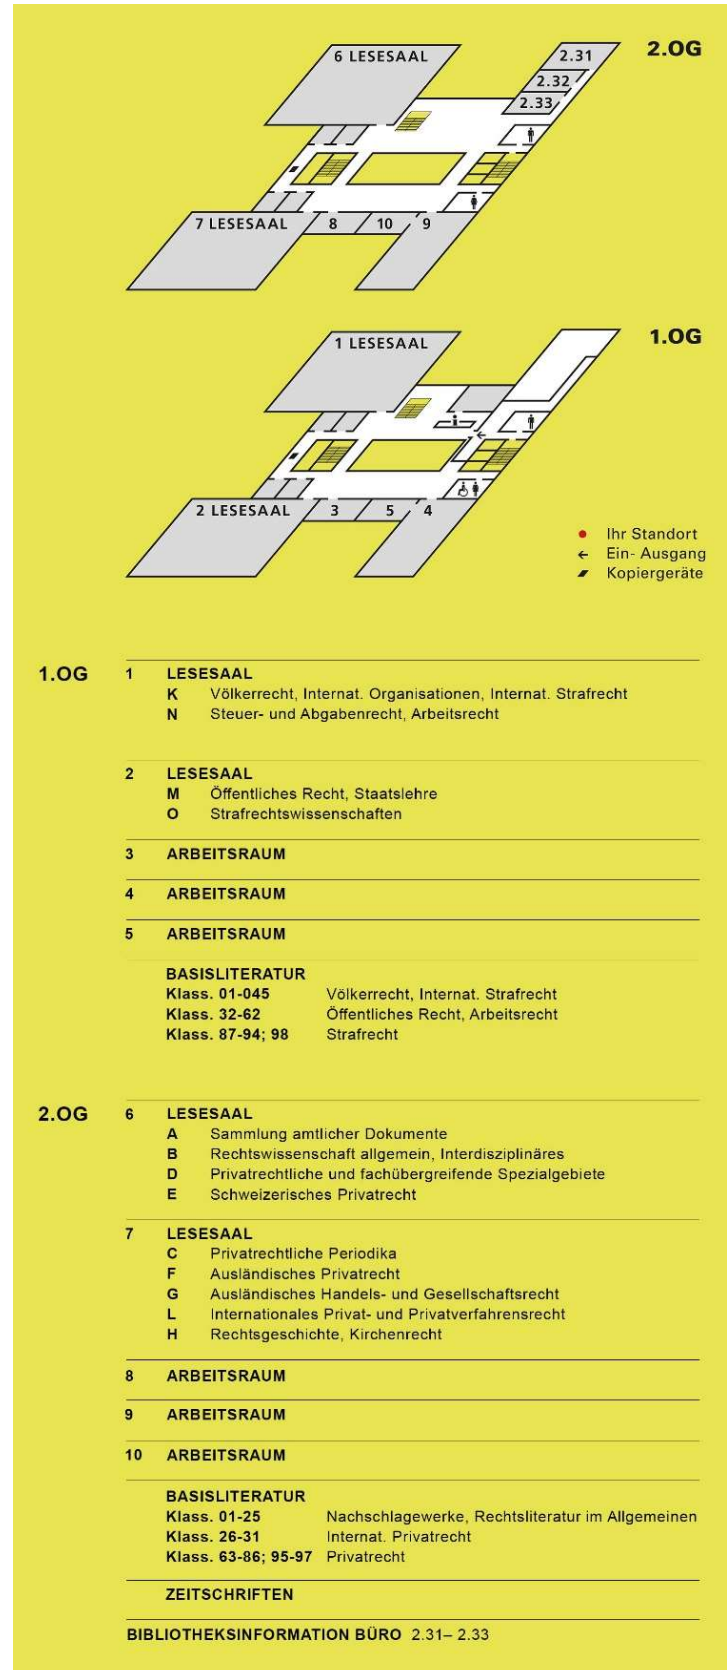 2.OG
6 LESESAAL
2.31
2.32
2.33
7 LESESAAL
8
10
9
1.OG
1 LESESAAL
2 LESESAAL
3
5
4
Ihr Standort
← Ein- Ausgang
Kopiergeräte
1.OG 1 LESESAAL
K Völkerrecht, Internat. Organisationen, Internat. Strafrecht
N Steuer- und Abgabenrecht, Arbeitsrecht
2 LESESAAL
M Öffentliches Recht, Staatslehre
O Strafrechtswissenschaften
3 ARBEITSRAUM
4 ARBEITSRAUM
5 ARBEITSRAUM
BASISLITERATUR
Klass. 01-045 Völkerrecht, Internat. Strafrecht
Klass. 32-62 Öffentliches Recht, Arbeitsrecht
Klass. 87-94; 98 Strafrecht
2.OG 6 LESESAAL
A Sammlung amtlicher Dokumente
B Rechtswissenschaft allgemein, Interdisziplinäres
D Privatrechtliche und fachübergreifende Spezialgebiete
E Schweizerisches Privatrecht
7 LESESAAL
C Privatrechtliche Periodika
F Ausländisches Privatrecht
G Ausländisches Handels- und Gesellschaftsrecht
L Internationales Privat- und Privatverfahrensrecht
H Rechtsgeschichte, Kirchenrecht
8 ARBEITSRAUM
9 ARBEITSRAUM
10 ARBEITSRAUM
BASISLITERATUR
Klass. 01-25 Nachschlagewerke, Rechtsliteratur im Allgemeinen
Klass. 26-31 Internat. Privatrecht
Klass. 63-86; 95-97 Privatrecht
ZEITSCHRIFTEN
BIBLIOTHEKSINFORMATION BÜRO 2.31– 2.33